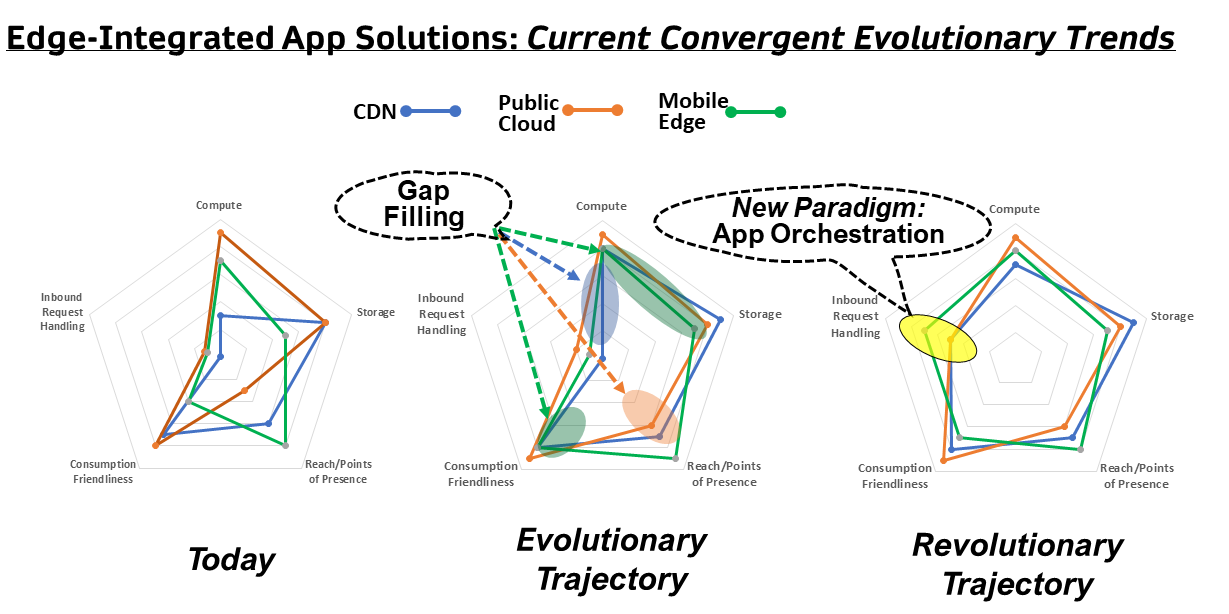 Edge-Integrated App Solutions: Current Convergent Evolutionary Trends
CDN
Public
Cloud
Mobile
Edge
Compute
Inbound
Request
Handling
Storage
Consumption
Friendliness
Reach/Points
of Presence
Today
Gap
Filling
Compute
Inbound
Request
Handling
Storage
Consumption
Friendliness
Reach/Points
of Presence
Evolutionary
Trajectory
New Paradigm:
App Orchestration
Compute
Inbound
Request
Handling
Storage
Consumption
Friendliness
Reach/Points
of Presence
Revolutionary
Trajectory